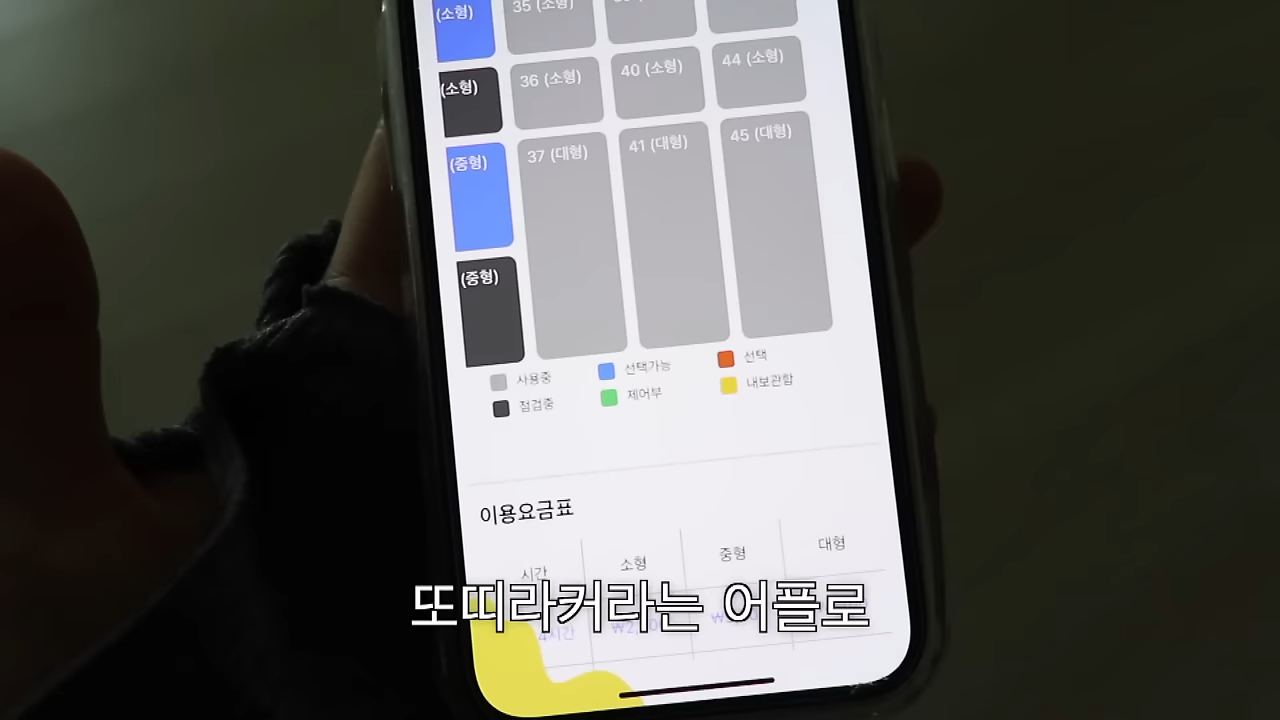 (소형) 35 (소형)
(소형) 36 (소형) 40 (소형) 44 (소형)
(중형) 37 (대형) 41 (대형) 45 (대형)
(중형)
사용중 선택가능 선택
점검중 제어부 내보관함
이용요금표
시간 소형 중형 대형
4시간
또띠라커라는 어플로